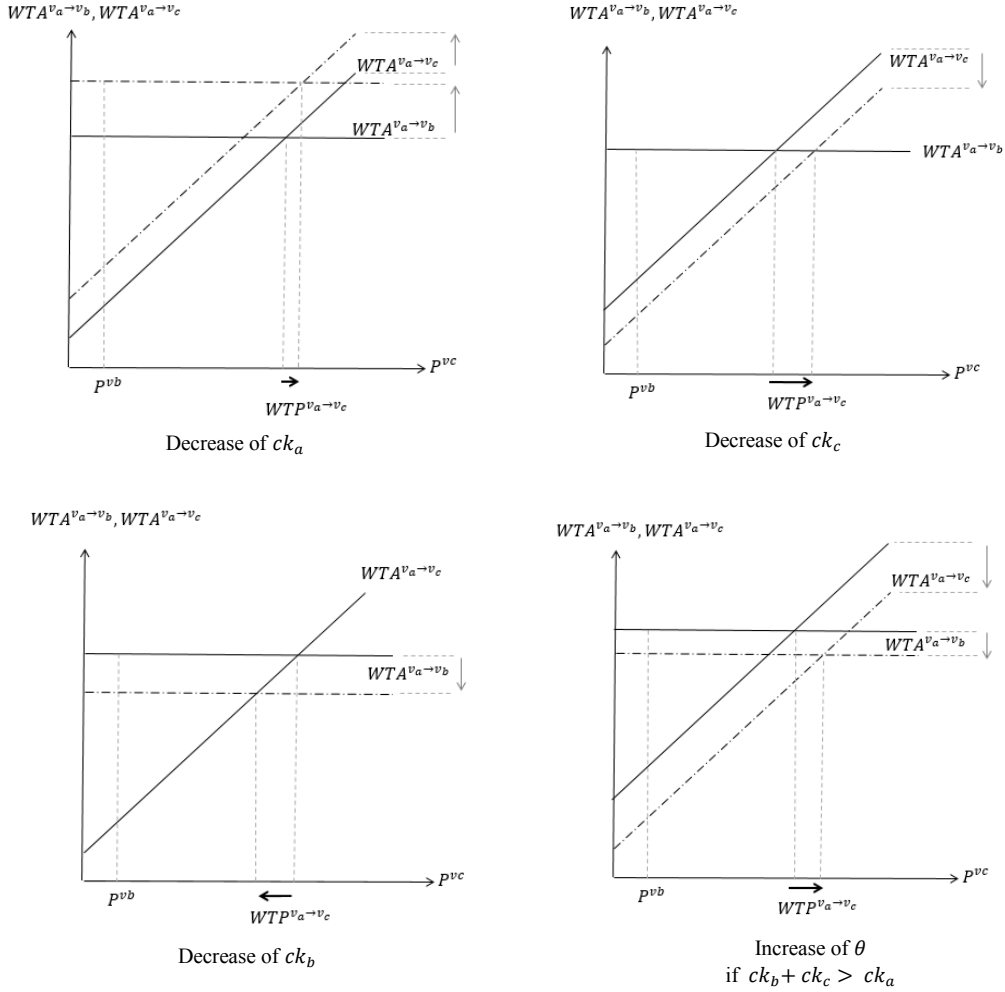 WTA^{v_a→v_b}, WTA^{v_a→v_c}
WTA^{v_a→v_c}
WTA^{v_a→v_b}
P^{vb}
P^{vc}
WTP^{v_a→v_c}
Decrease of ck_a
WTA^{v_a→v_b}, WTA^{v_a→v_c}
WTA^{v_a→v_c}
WTA^{v_a→v_b}
P^{vb}
P^{vc}
WTP^{v_a→v_c}
Decrease of ck_c
WTA^{v_a→v_b}, WTA^{v_a→v_c}
WTA^{v_a→v_c}
WTA^{v_a→v_b}
P^{vb}
P^{vc}
WTP^{v_a→v_c}
Decrease of ck_b
WTA^{v_a→v_b}, WTA^{v_a→v_c}
WTA^{v_a→v_c}
WTA^{v_a→v_b}
P^{vb}
P^{vc}
WTP^{v_a→v_c}
Increase of θ
if ck_b + ck_c > ck_a